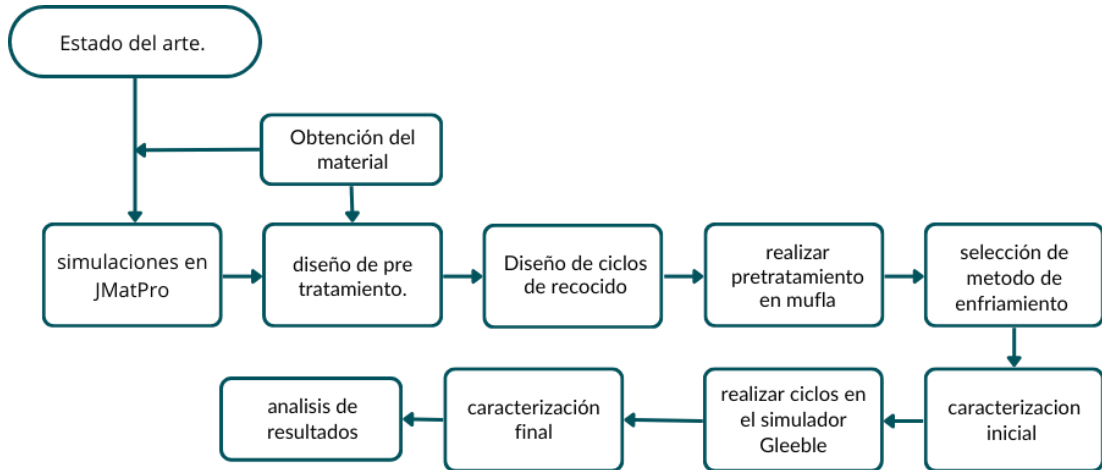 Estado del arte.
Obtención del
material
simulaciones en
JMatPro
diseño de pre
tratamiento.
Diseño de ciclos
de recocido
realizar
pretratamiento
en mufla
selección de
metodo de
enfriamiento
analisis de
resultados
caracterización
final
realizar ciclos en
el simulador
Gleeble
caracterizacion
inicial